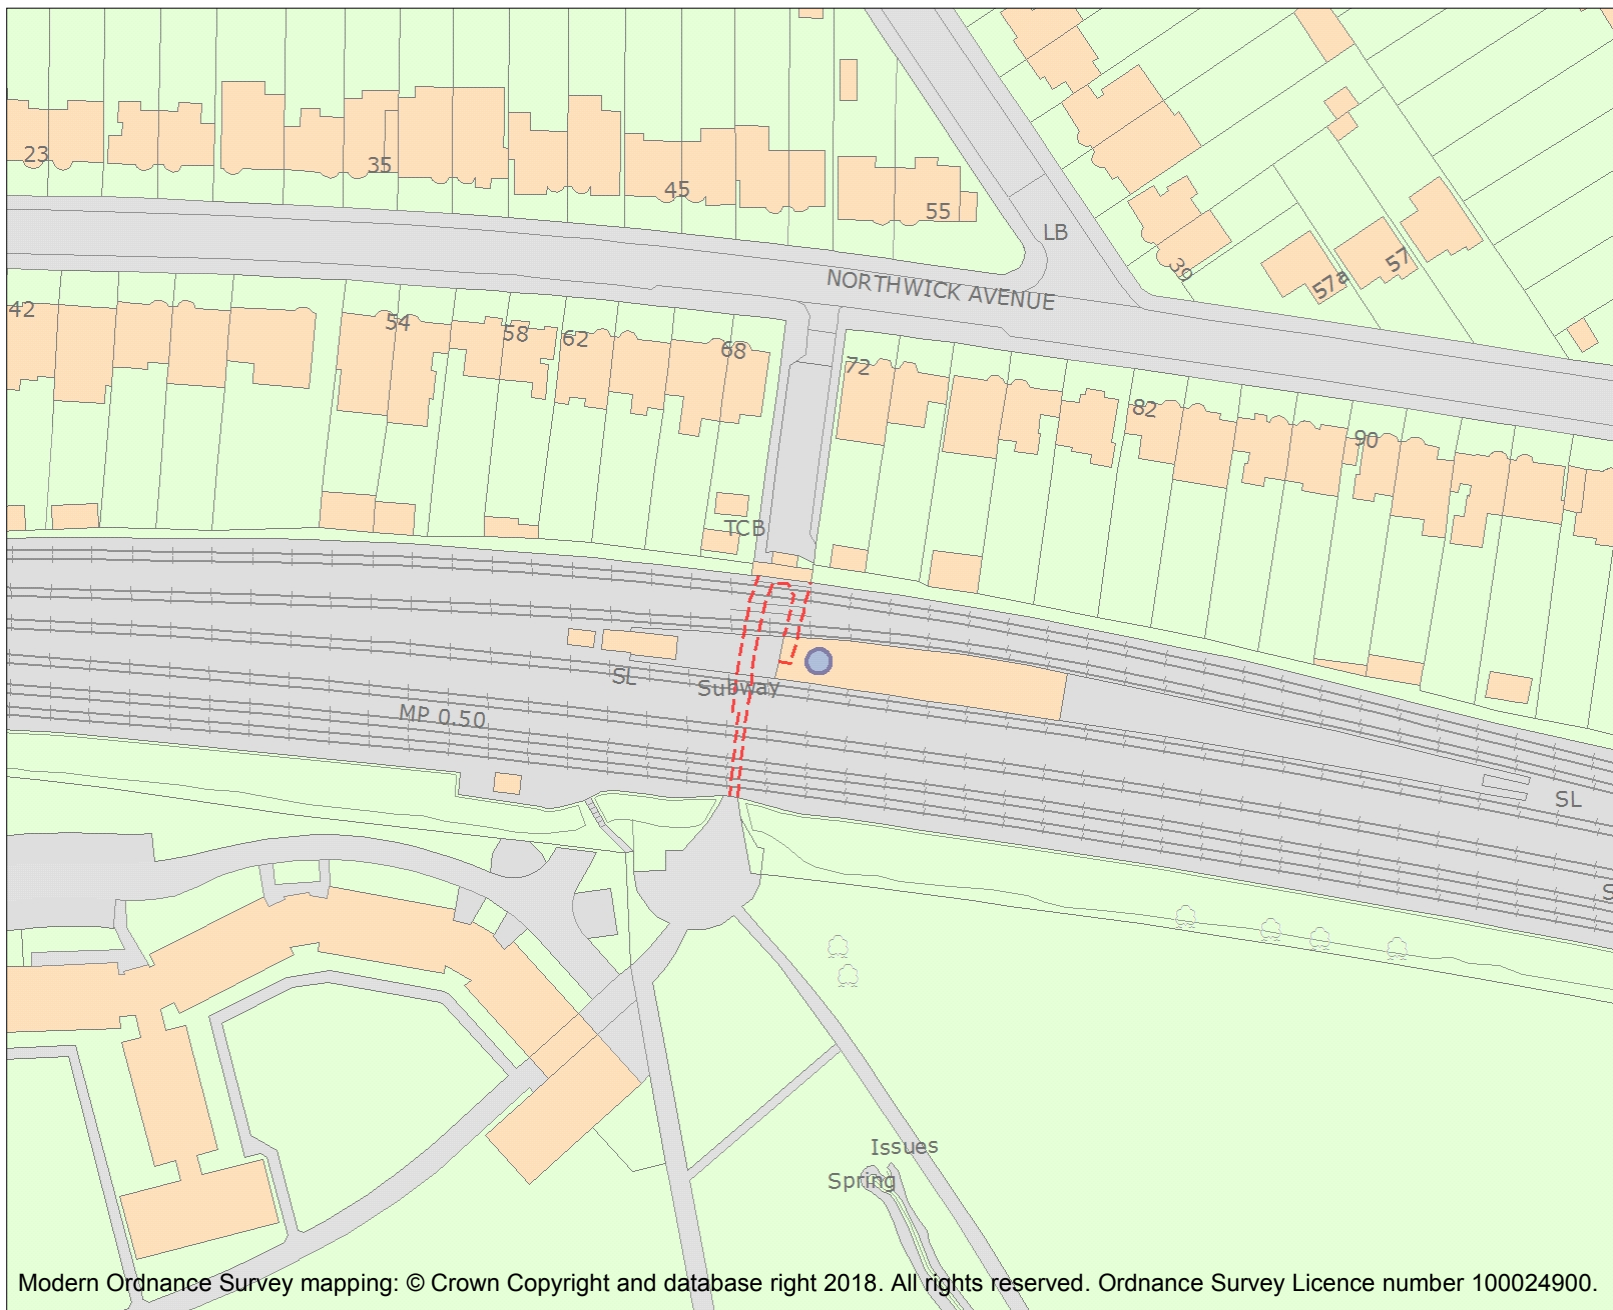 23
35
45
55
LB
39
57a
57
NORTHWICK AVENUE
42
54
58
62
68
72
82
90
TCB
SL
Subway
MP 0.50
SL
S
Issues
Spring
Modern Ordnance Survey mapping: © Crown Copyright and database right 2018. All rights reserved. Ordnance Survey Licence number 100024900.